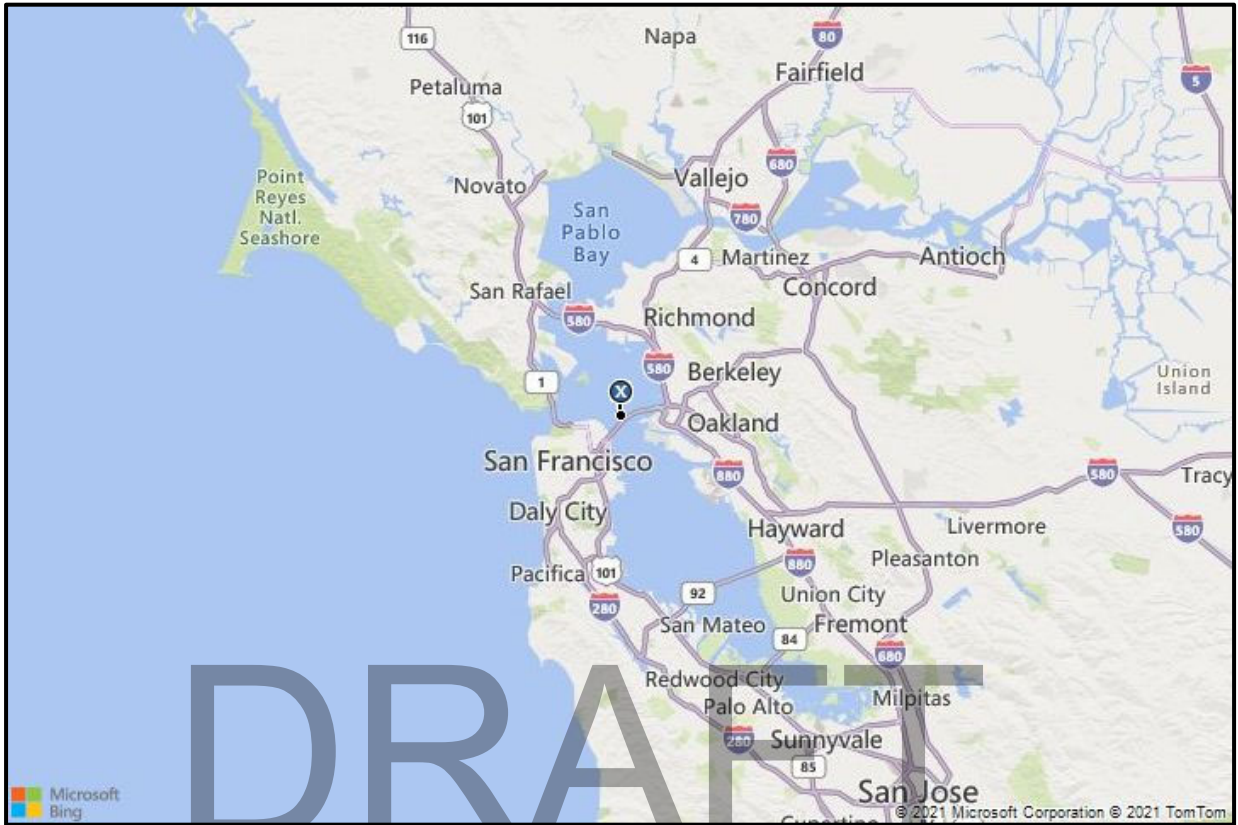 116
Napa
80
Fairfield
5
Petaluma
101
680
Point
Reyes
Natl.
Seashore
Novato
Vallejo
San
Pablo
Bay
780
4
Martinez
Antioch
San Rafael
Concord
580
Richmond
580
Berkeley
1
X
Union
Island
Oakland
San Francisco
880
580
Tracy
Daly City
Hayward
Livermore
580
Pacifica
101
880
Pleasanton
92
Union City
280
San Mateo
84
Fremont
680
DRAFT
Redwood City
Palo Alto
Milpitas
280
Sunnyvale
85
San Jose
Microsoft
Bing
© 2021 Microsoft Corporation © 2021 TomTom